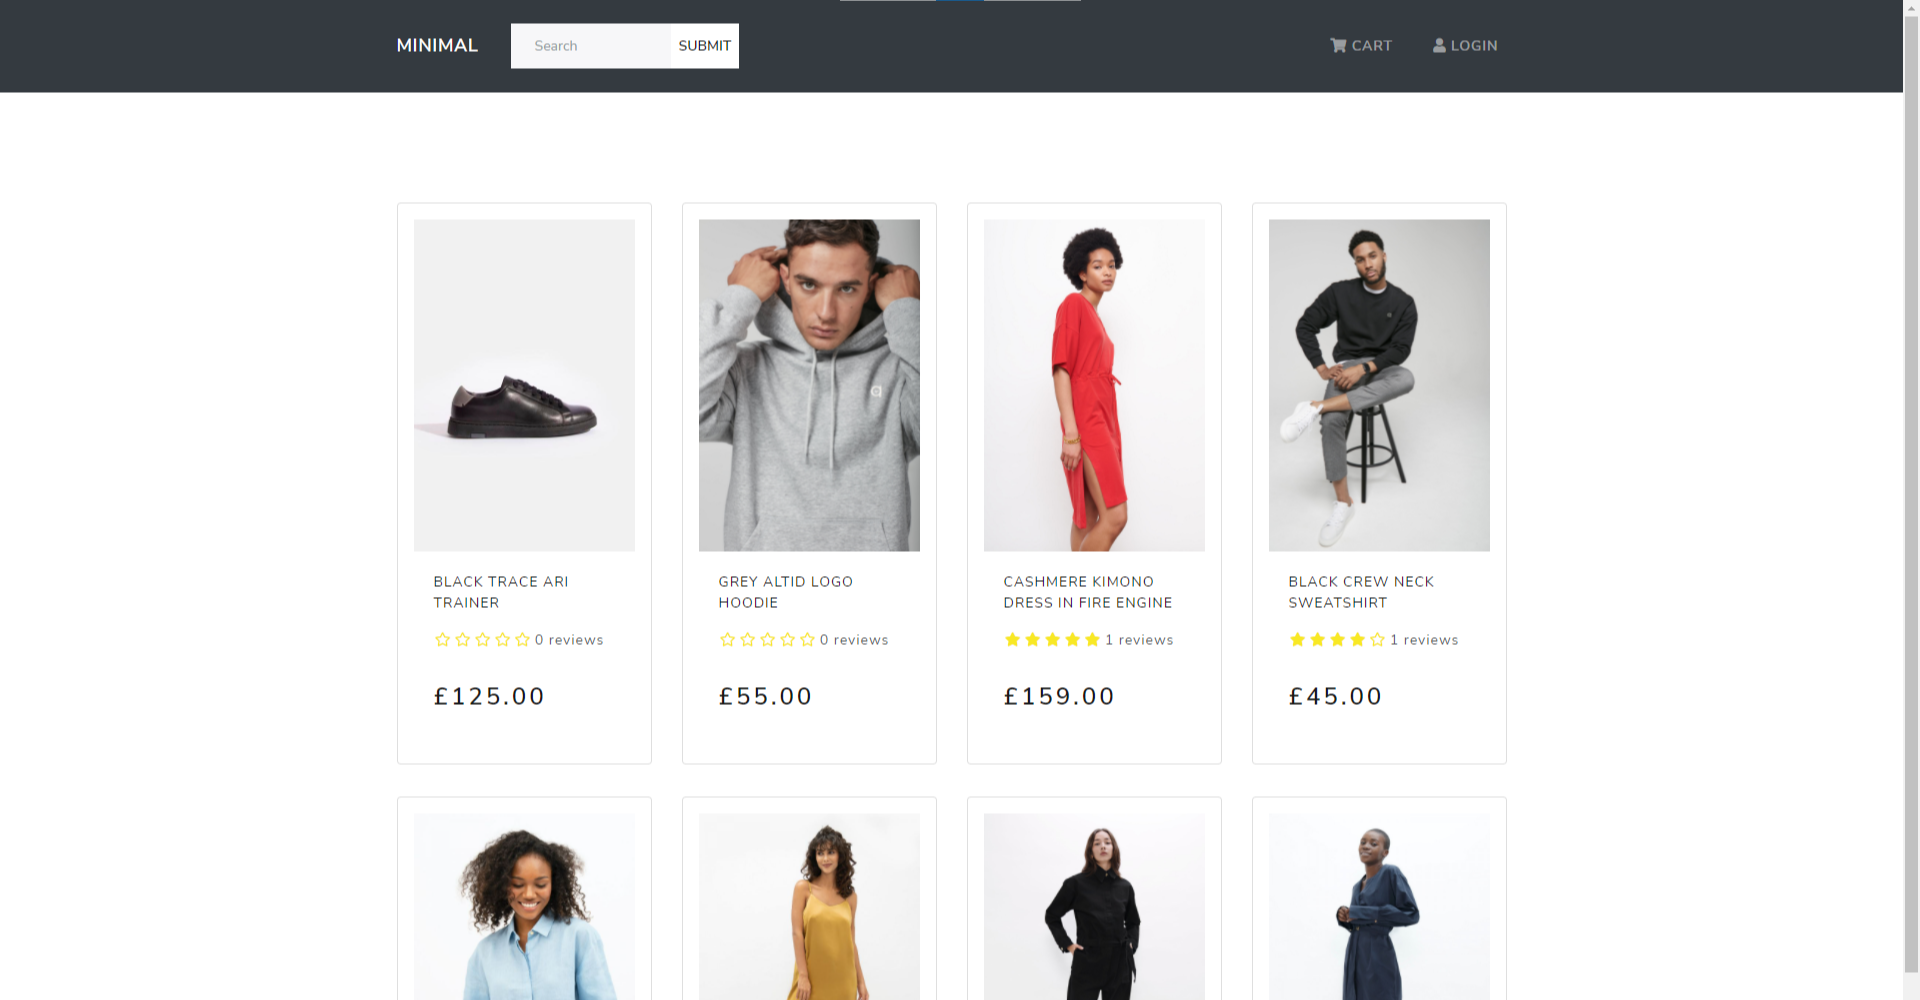 MINIMAL
Search
SUBMIT
CART
LOGIN
BLACK TRACE ARI
TRAINER
0 reviews
£125.00
GREY ALTID LOGO
HOODIE
0 reviews
£55.00
CASHMERE KIMONO
DRESS IN FIRE ENGINE
1 reviews
£159.00
BLACK CREW NECK
SWEATSHIRT
1 reviews
£45.00